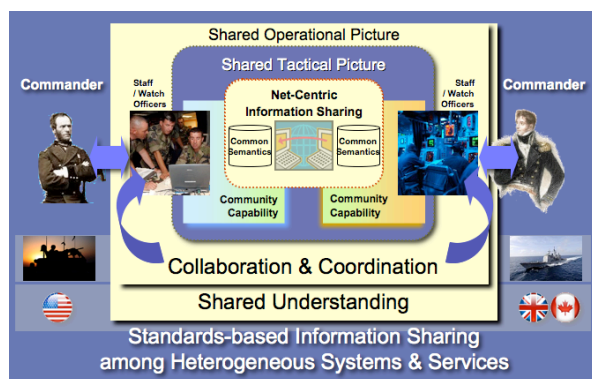 Shared Operational Picture
Shared Tactical Picture
Commander
Staff
/ Watch
Officers
Net-Centric
Information Sharing
Common
Semantics
Common
Semantics
Staff
/ Watch
Officers
Commander
Community
Capability
Community
Capability
Collaboration & Coordination
Shared Understanding
Standards-based Information Sharing
among Heterogeneous Systems & Services